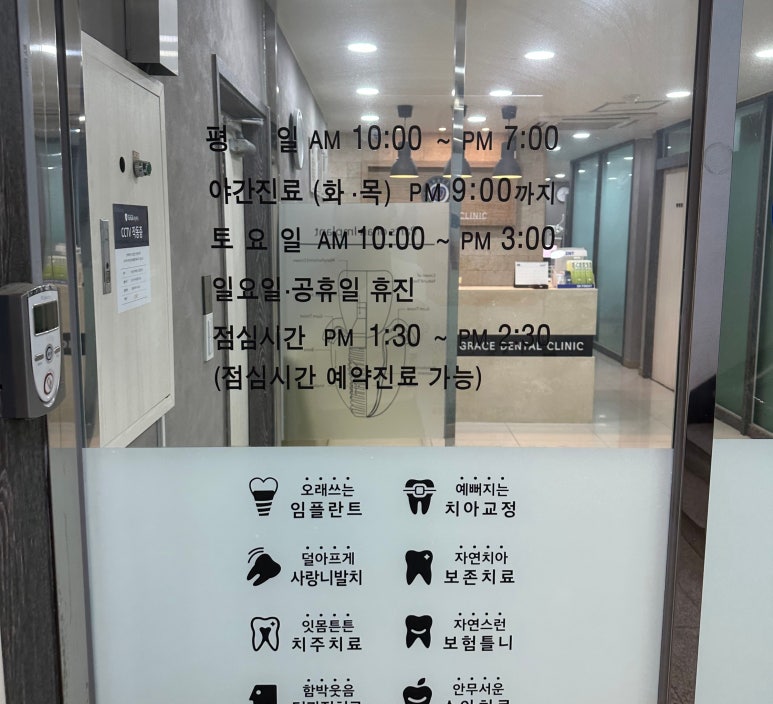 평 일 AM 10:00 ~ PM 7:00
야간진료 (화·목) PM 9:00까지
토 요 일 AM 10:00 ~ PM 3:00
일요일·공휴일 휴진
점심시간 PM 1:30 ~ PM 2:30
(점심시간 예약진료 가능)
CLINIC
Implant
CCTV 작동중
GRACE DENTAL CLINIC
오래쓰는
임플란트
예뻐지는
치아교정
덜아프게
사랑니발치
자연치아
보존치료
잇몸튼튼
치주치료
자연스런
보험틀니
함박웃음
안무서운